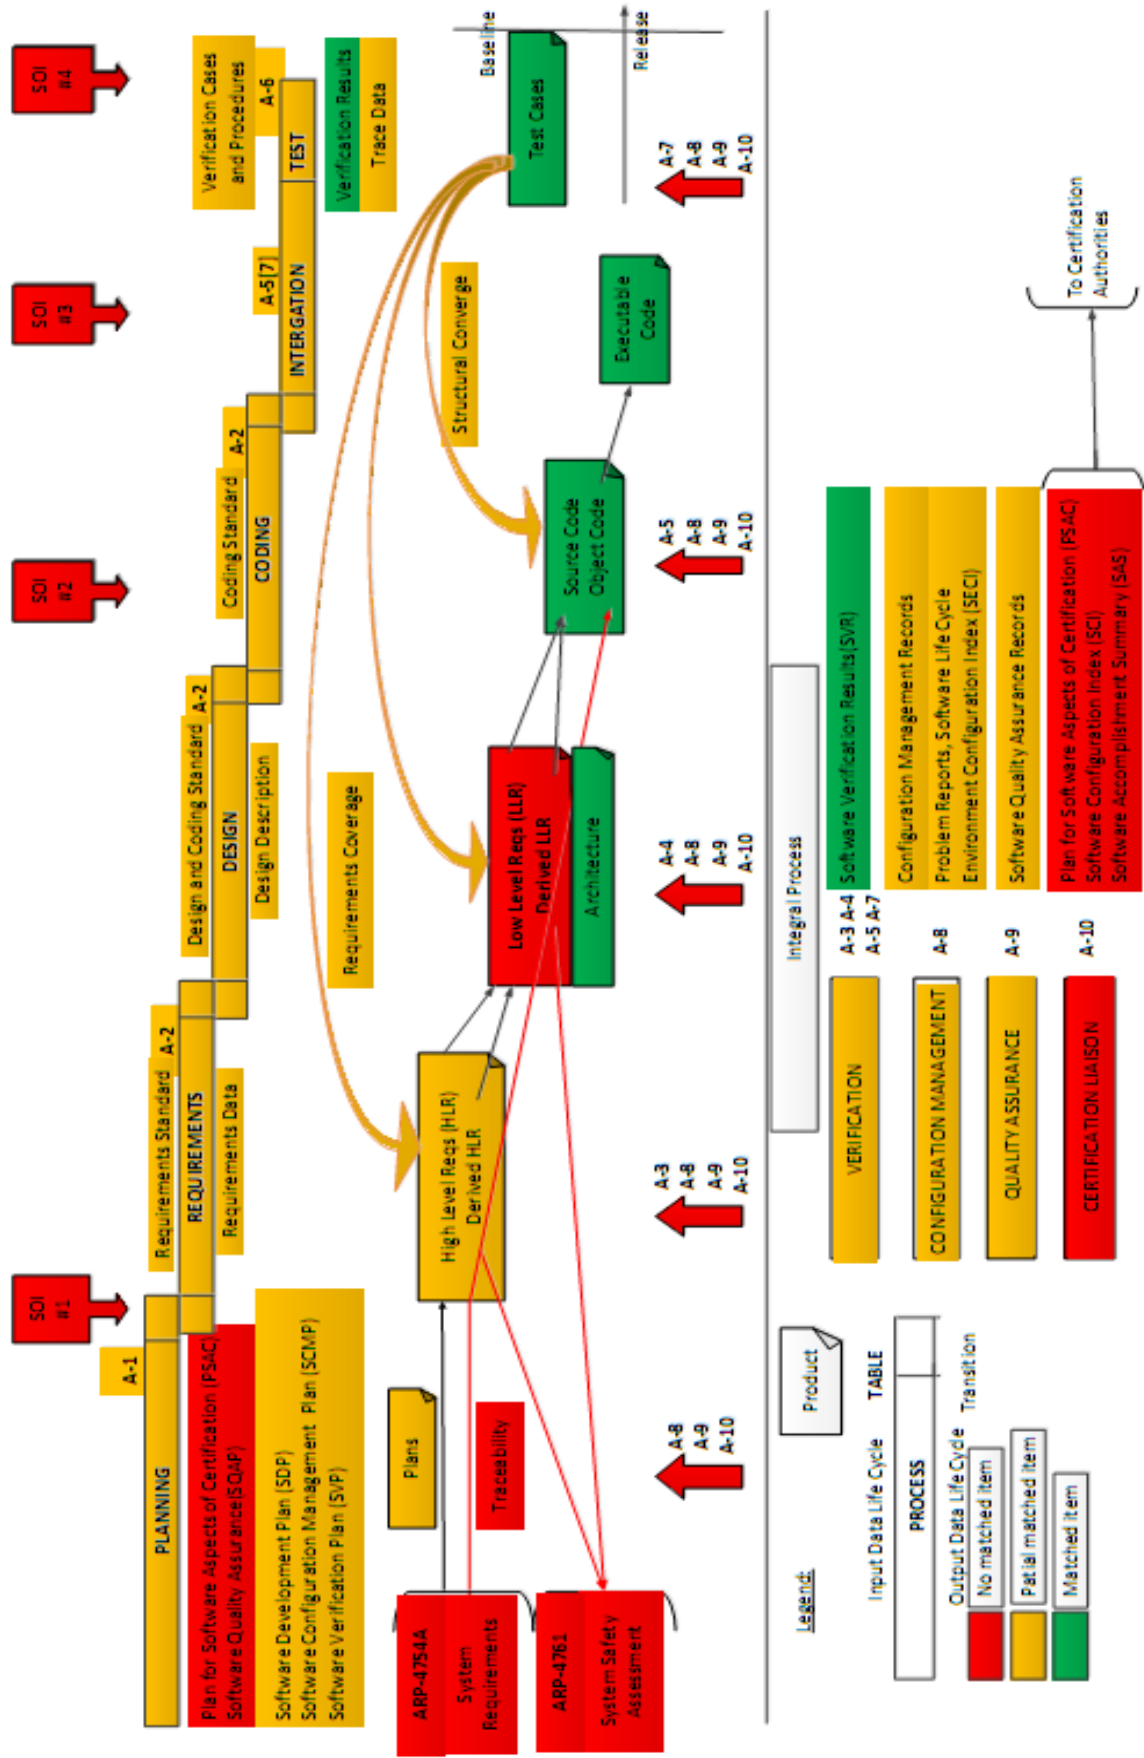 SOI
#1
SOI
#2
SOI
#3
SOI
#4
A-1
PLANNING
Plan for Software Aspects of Certification (PSAC)
Software Quality Assurance(SQAP)
Software Development Plan (SDP)
Software Configuration Management Plan (SCMP)
Software Verification Plan (SVP)
Requirements Standard
A-2
REQUIREMENTS
Requirements Data
Design and Coding Standard
A-2
DESIGN
Design Description
Coding Standard
A-2
CODING
A-5[7]
INTERGATION
Verification Cases
and Procedures
A-6
TEST
Verification Results
Trace Data
Requirements Coverage
Structural Converge
Plans
Traceability
ARP-4754A
System
Requirements
ARP-4761
System Safety
Assessment
High Level Reqs (HLR)
Derived HLR
Low Level Reqs (LLR)
Derived LLR
Architecture
Source Code
Object Code
Executable
Code
Test Cases
Baseline
Release
A-8
A-9
A-10
A-3
A-8
A-9
A-10
A-4
A-8
A-9
A-10
A-5
A-8
A-9
A-10
A-7
A-8
A-9
A-10
Legend:
Product
Input Data Life Cycle
TABLE
PROCESS
Output Data Life Cycle
Transition
No matched item
Patial matched item
Matched item
Integral Process
VERIFICATION
A-3 A-4
A-5 A-7
Software Verification Results(SVR)
CONFIGURATION MANAGEMENT
A-8
Configuration Management Records
Problem Reports, Software Life Cycle
Environment Configuration Index (SECI)
QUALITY ASSURANCE
A-9
Software Quality Assurance Records
CERTIFICATION LIAISON
A-10
Plan for Software Aspects of Certification (PSAC)
Software Configuration Index (SCI)
Software Accomplishment Summary (SAS)
To Certification
Authorities